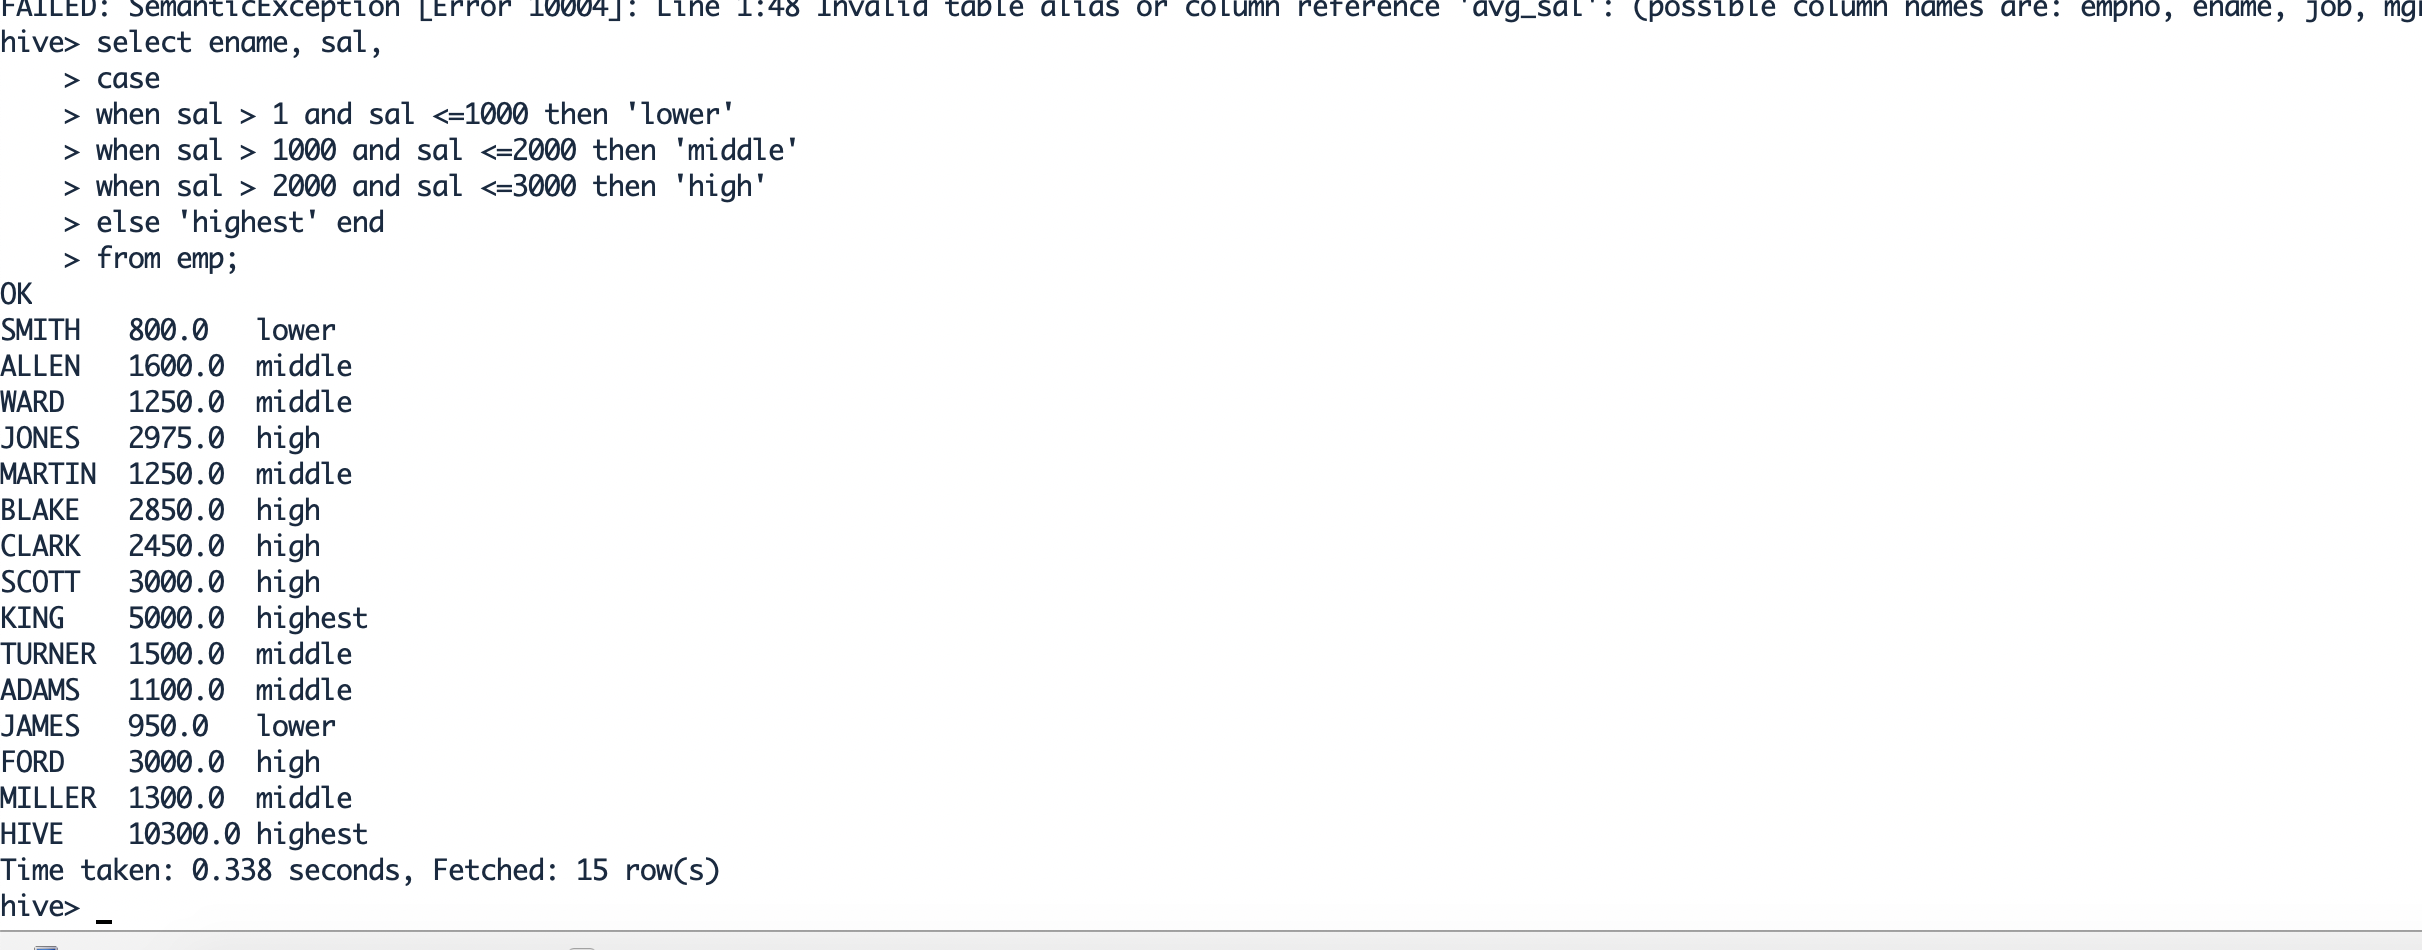 FAILED: SemanticException [Error 10004]: Line 1:48 Invalid table alias or column reference 'avg_sal': (possible column names are: empno, ename, job, mgr
hive> select ename, sal,
    > case
    > when sal > 1 and sal <=1000 then 'lower'
    > when sal > 1000 and sal <=2000 then 'middle'
    > when sal > 2000 and sal <=3000 then 'high'
    > else 'highest' end
    > from emp;
OK
SMITH   800.0   lower
ALLEN   1600.0  middle
WARD    1250.0  middle
JONES   2975.0  high
MARTIN  1250.0  middle
BLAKE   2850.0  high
CLARK   2450.0  high
SCOTT   3000.0  high
KING    5000.0  highest
TURNER  1500.0  middle
ADAMS   1100.0  middle
JAMES   950.0   lower
FORD    3000.0  high
MILLER  1300.0  middle
HIVE    10300.0 highest
Time taken: 0.338 seconds, Fetched: 15 row(s)
hive> _